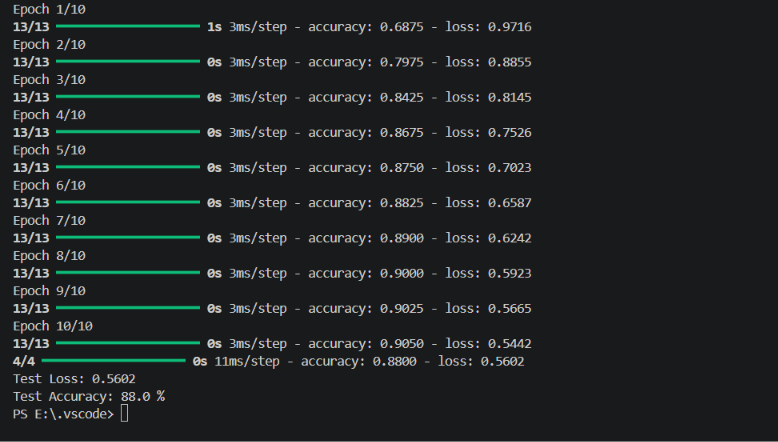 Epoch 1/10
13/13 1s 3ms/step - accuracy: 0.6875 - loss: 0.9716
Epoch 2/10
13/13 0s 3ms/step - accuracy: 0.7975 - loss: 0.8855
Epoch 3/10
13/13 0s 3ms/step - accuracy: 0.8425 - loss: 0.8145
Epoch 4/10
13/13 0s 3ms/step - accuracy: 0.8675 - loss: 0.7526
Epoch 5/10
13/13 0s 3ms/step - accuracy: 0.8750 - loss: 0.7023
Epoch 6/10
13/13 0s 3ms/step - accuracy: 0.8825 - loss: 0.6587
Epoch 7/10
13/13 0s 3ms/step - accuracy: 0.8900 - loss: 0.6242
Epoch 8/10
13/13 0s 3ms/step - accuracy: 0.9000 - loss: 0.5923
Epoch 9/10
13/13 0s 3ms/step - accuracy: 0.9025 - loss: 0.5665
Epoch 10/10
13/13 0s 3ms/step - accuracy: 0.9050 - loss: 0.5442
4/4 0s 11ms/step - accuracy: 0.8800 - loss: 0.5602
Test Loss: 0.5602
Test Accuracy: 88.0 %
PS E:\.vscode>